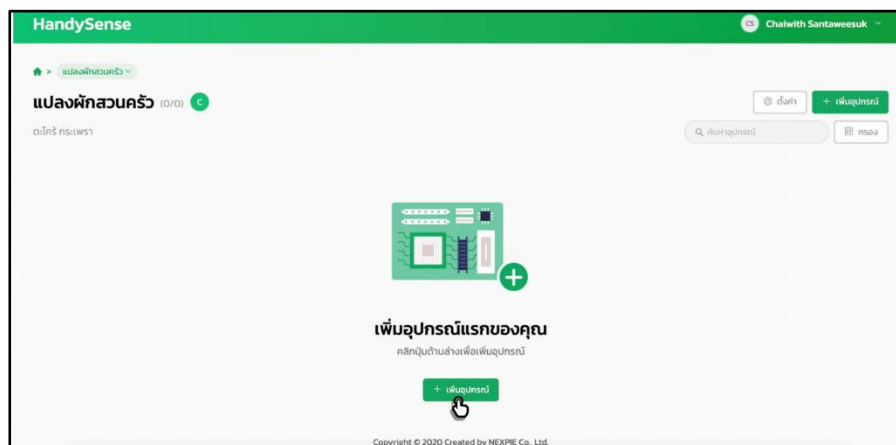 HandySense
CS Chaiwith Santaweesuk
> แปลงผักสวนครัว
แปลงผักสวนครัว (0/0) C
ตั้งค่า
+ เพิ่มอุปกรณ์
ตะไคร้ กระเพรา
ค้นหาอุปกรณ์
กรอง
เพิ่มอุปกรณ์แรกของคุณ
คลิกปุ่มด้านล่างเพื่อเพิ่มอุปกรณ์
+ เพิ่มอุปกรณ์
Copyright © 2020 Created by NEXPIE Co., Ltd.